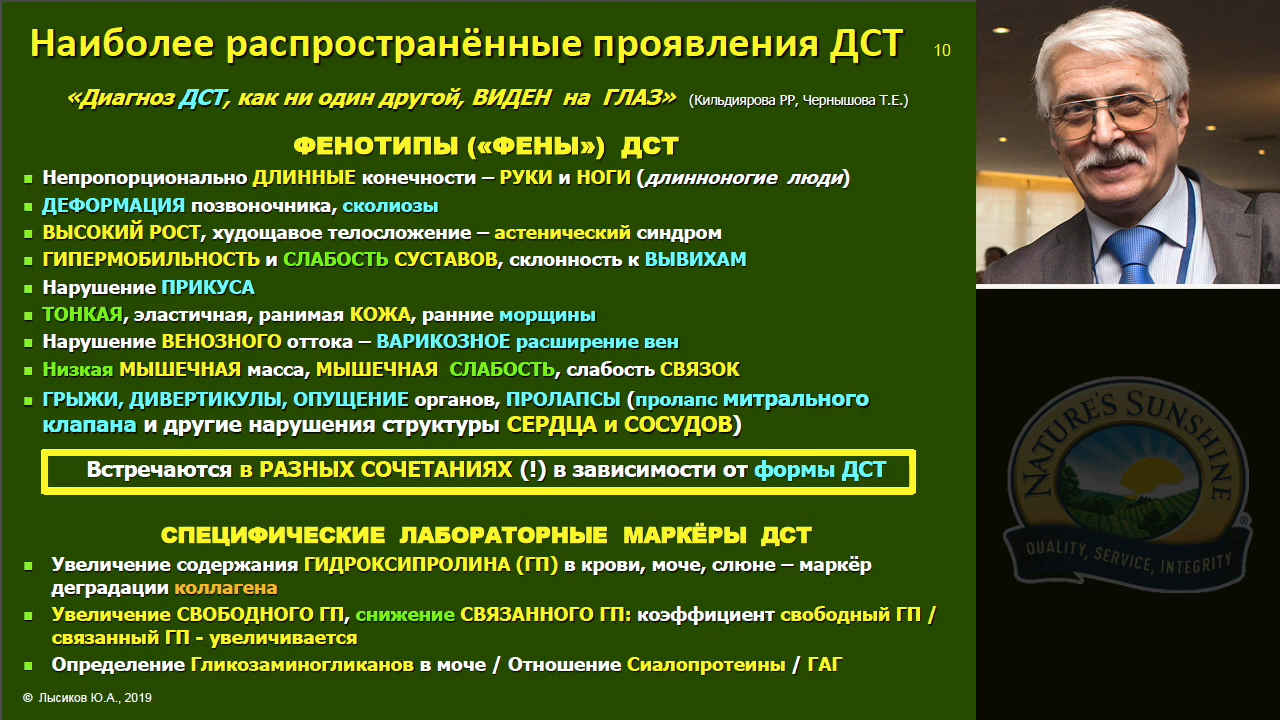 Наиболее распространённые проявления ДСТ 10
«Диагноз ДСТ, как ни один другой, ВИДЕН на ГЛАЗ» (Кильдиярова РР, Чернышова Т.Е.)
ФЕНОТИПЫ («ФЕНЫ») ДСТ
Непропорционально ДЛИННЫЕ конечности – РУКИ и НОГИ (длинноногие люди)
ДЕФОРМАЦИЯ позвоночника, сколиозы
ВЫСОКИЙ РОСТ, худощавое телосложение – астенический синдром
ГИПЕРМОБИЛЬНОСТЬ и СЛАБОСТЬ СУСТАВОВ, склонность к ВЫВИХАМ
Нарушение ПРИКУСА
ТОНКАЯ, эластичная, ранимая КОЖА, ранние морщины
Нарушение ВЕНОЗНОГО оттока – ВАРИКОЗНОЕ расширение вен
Низкая МЫШЕЧНАЯ масса, МЫШЕЧНАЯ СЛАБОСТЬ, слабость СВЯЗОК
ГРЫЖИ, ДИВЕРТИКУЛЫ, ОПУЩЕНИЕ органов, ПРОЛАПСЫ (пролапс митрального
клапана и другие нарушения структуры СЕРДЦА и СОСУДОВ)
Встречаются в РАЗНЫХ СОЧЕТАНИЯХ (!) в зависимости от формы ДСТ
СПЕЦИФИЧЕСКИЕ ЛАБОРАТОРНЫЕ МАРКЁРЫ ДСТ
Увеличение содержания ГИДРОКСИПРОЛИНА (ГП) в крови, моче, слюне – маркёр
деградации коллагена
Увеличение СВОБОДНОГО ГП, снижение СВЯЗАННОГО ГП: коэффициент свободный ГП /
связанный ГП - увеличивается
Определение Гликозаминогликанов в моче / Отношение Сиалопротеины / ГАГ
© Лысиков Ю.А., 2019
NATURE'S SUNSHINE
®
QUALITY, SERVICE, INTEGRITY